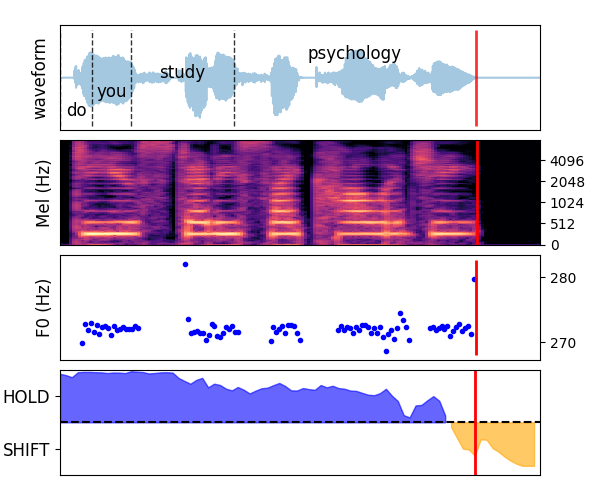 waveform
do
you
study
psychology
Mel (Hz)
4096
2048
1024
512
0
F0 (Hz)
280
270
HOLD
SHIFT